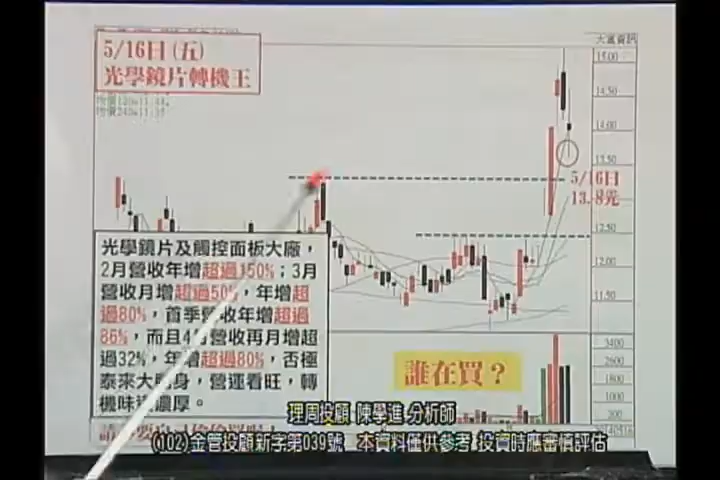 大富資訊
5/16日(五)
光學鏡片轉機王
15.00
14.50
14.00
13.50
5/16日
13.8元
12.50
12.00
11.50
光學鏡片及觸控面板大廠，
2月營收年增超過150%；3月
營收月增超過50%，年增超
過80%，首季營收年增超過
86%，而且4月營收再月增超
過32%，年增超過80%，否極
泰來大翻身，營運看旺，轉
機味道濃厚。
誰在買？
3400
2600
1800
1000
200
20140516
理周投顧 陳學進 分析師
(102)金管投顧新字第039號 本資料僅供參考 投資時應審慎評估